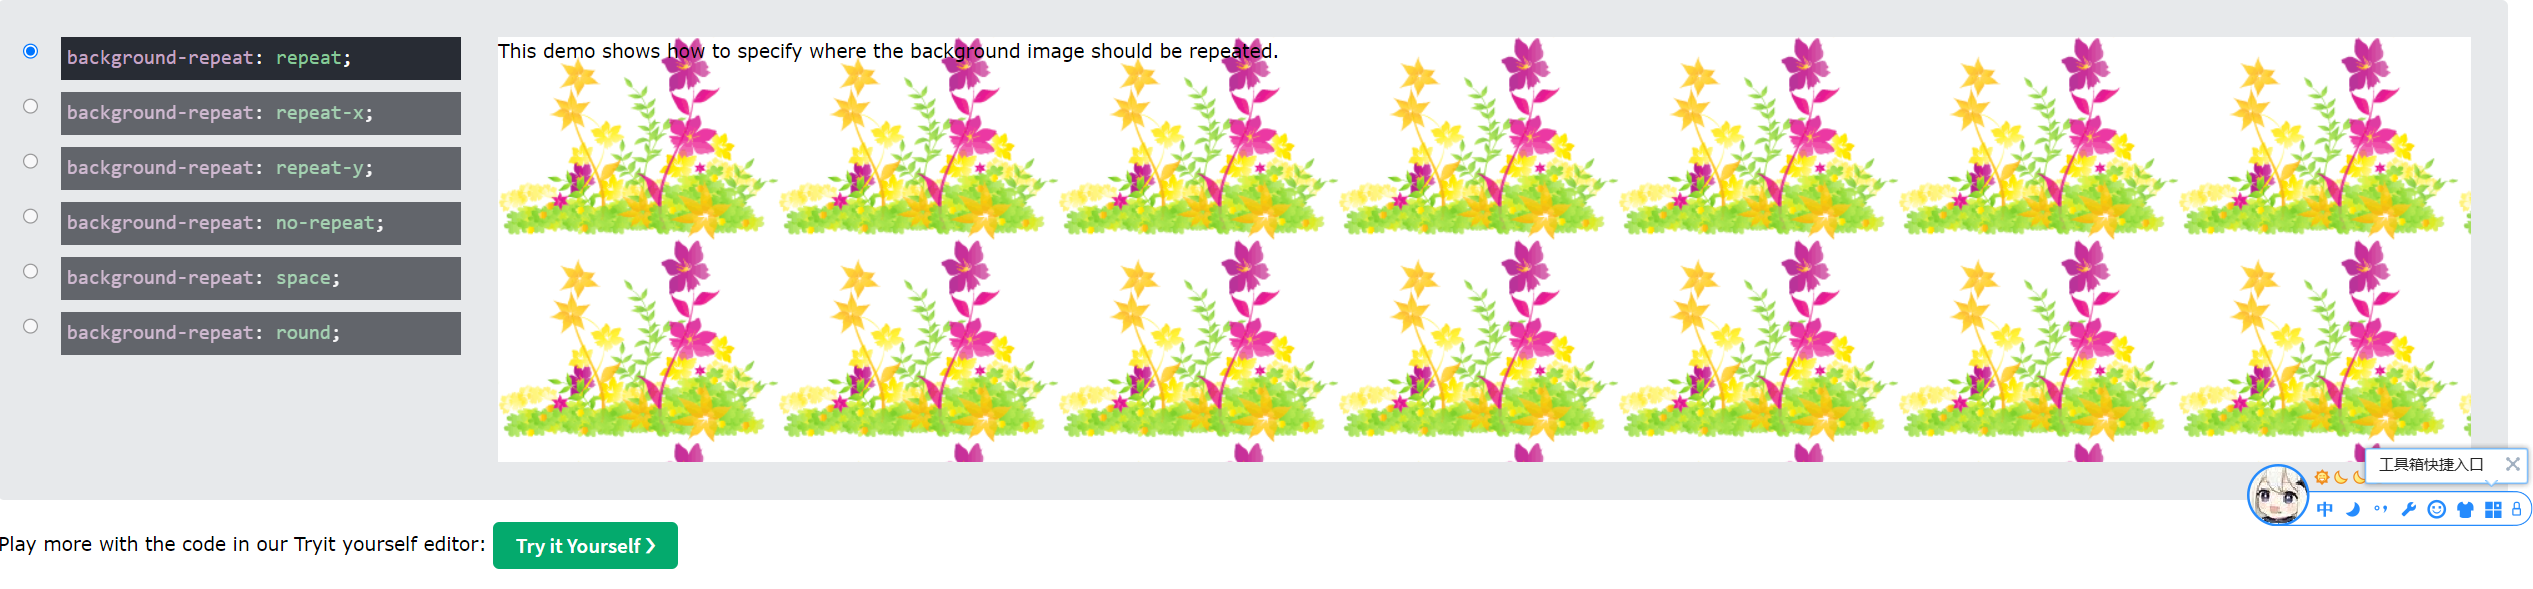 background-repeat: repeat;
background-repeat: repeat-x;
background-repeat: repeat-y;
background-repeat: no-repeat;
background-repeat: space;
background-repeat: round;
This demo shows how to specify where the background image should be repeated.
工具箱快捷入口
中
Play more with the code in our Tryit yourself editor:
Try it Yourself ❯